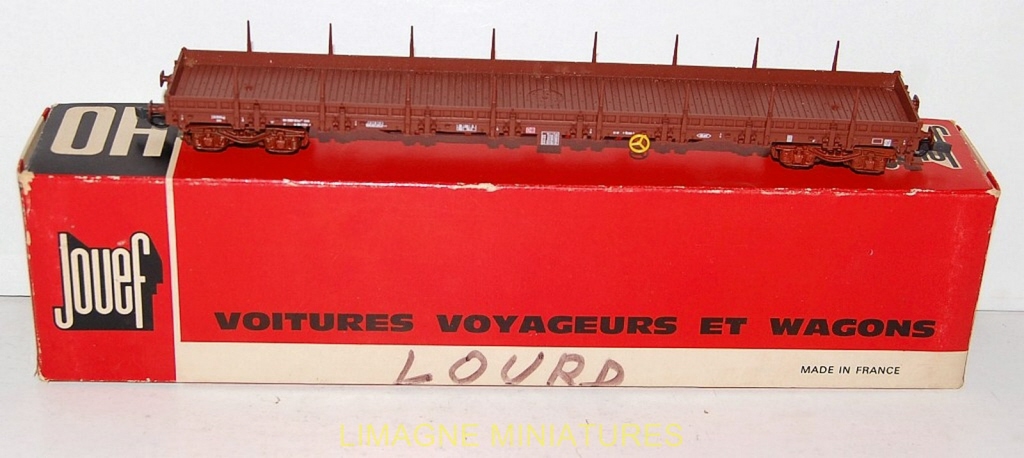 HO
Jouef
VOITURES VOYAGEURS ET WAGONS
LOURD
MADE IN FRANCE
LIMAGNE MINIATURES